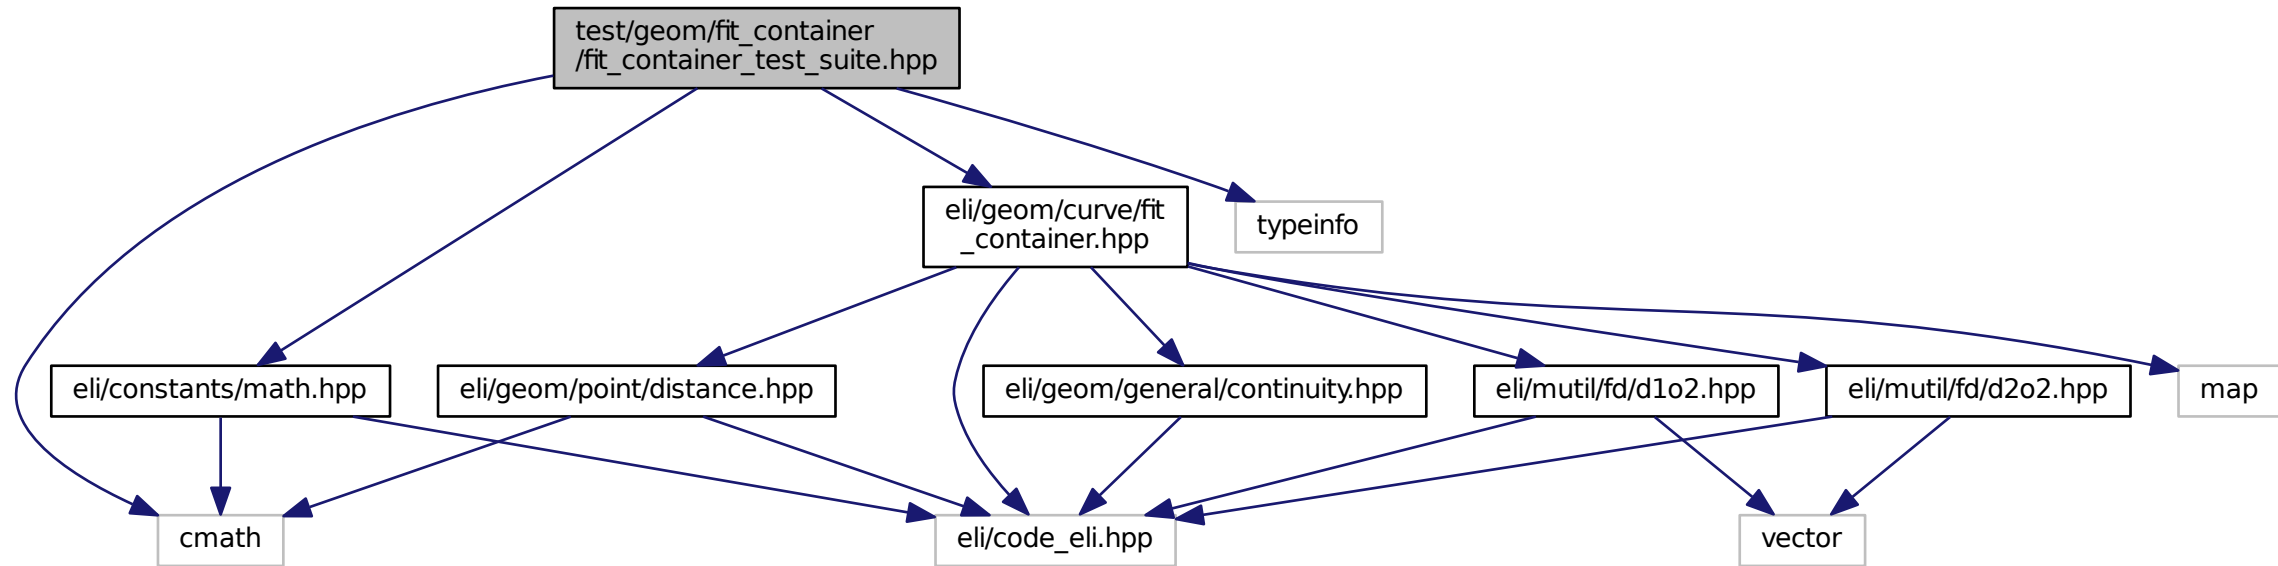 test/geom/fit_container
/fit_container_test_suite.hpp
eli/geom/curve/fit
_container.hpp
typeinfo
eli/constants/math.hpp
eli/geom/point/distance.hpp
eli/geom/general/continuity.hpp
eli/mutil/fd/d1o2.hpp
eli/mutil/fd/d2o2.hpp
map
cmath
eli/code_eli.hpp
vector